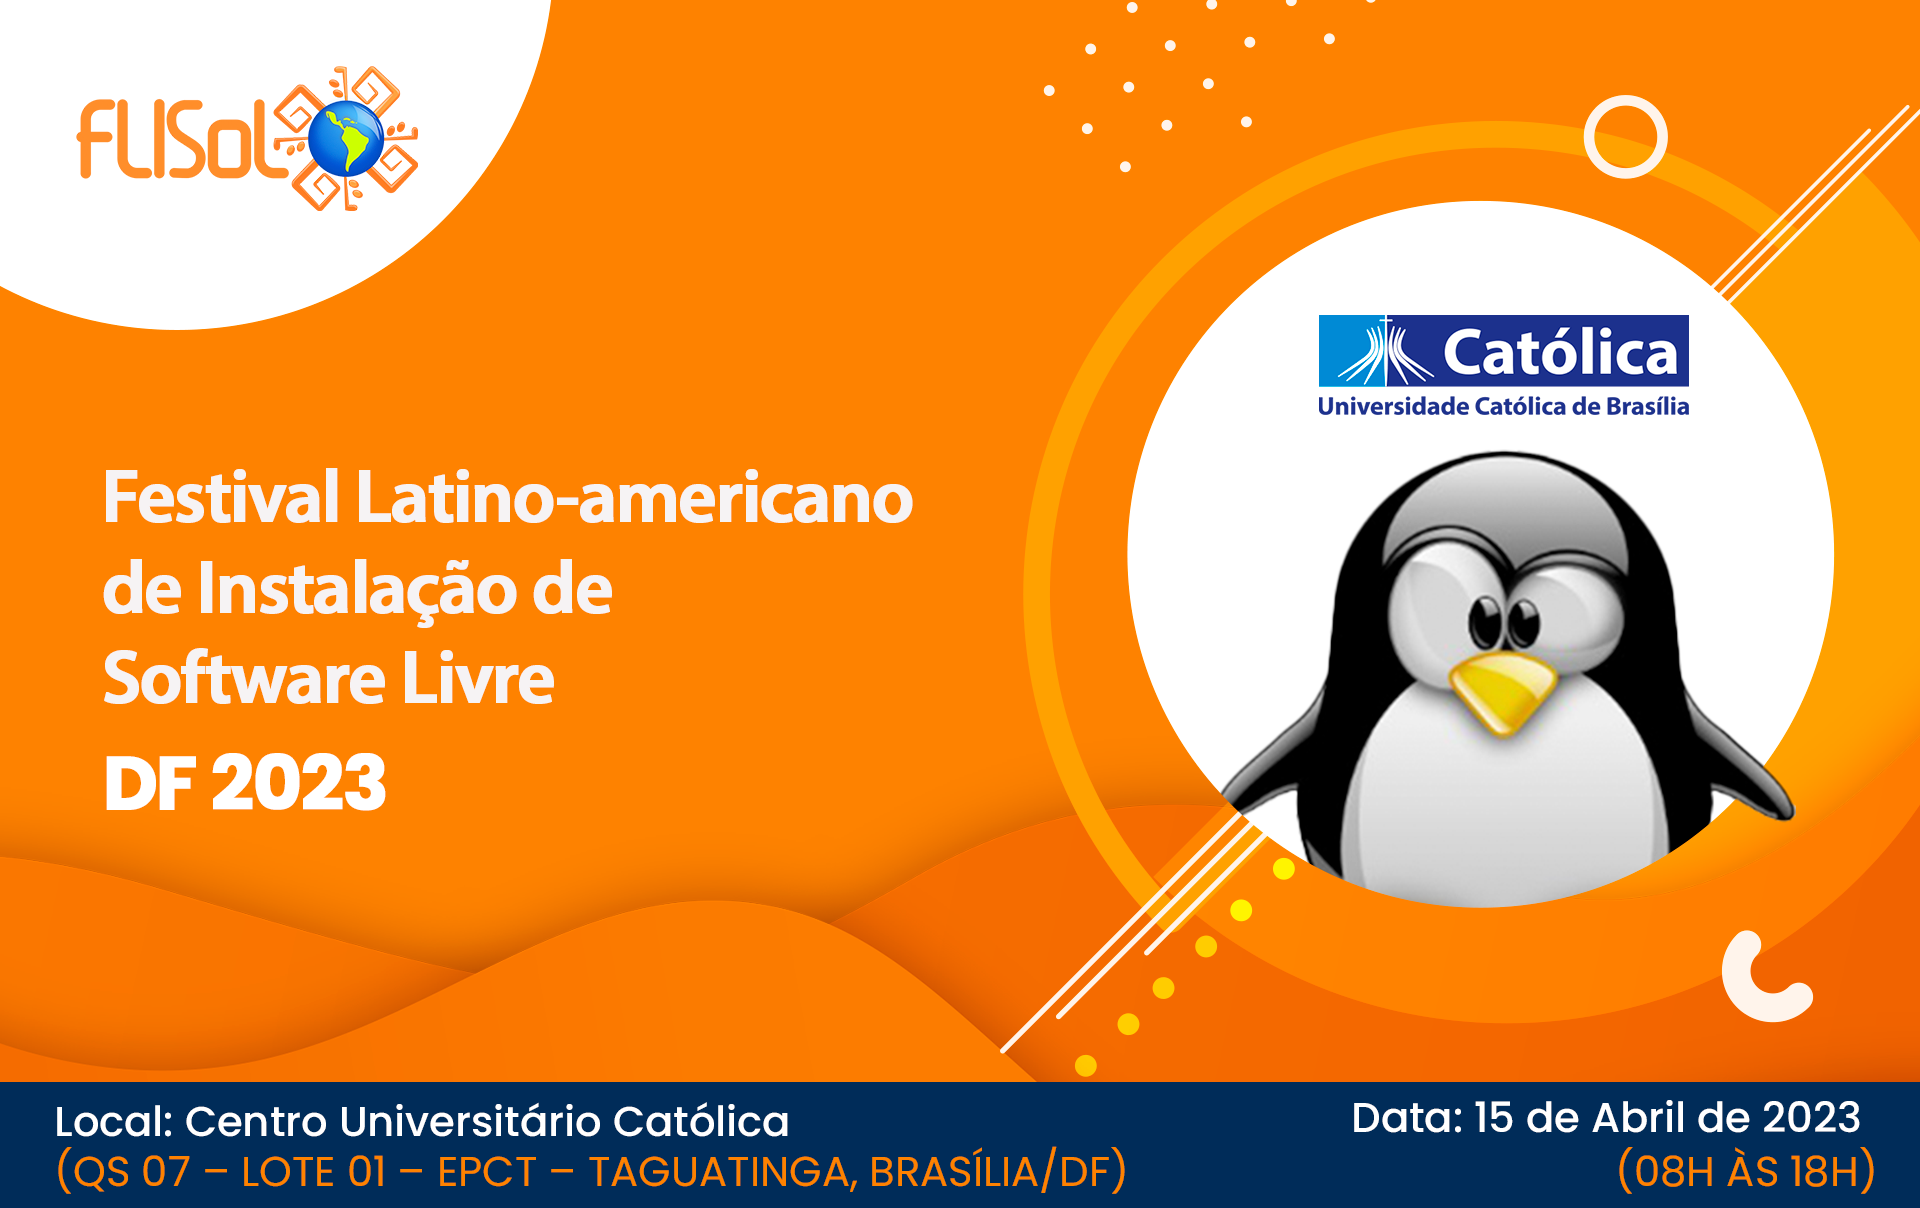 FLISoL
Católica
Universidade Católica de Brasília
Festival Latino-americano
de Instalação de
Software Livre
DF 2023
Local: Centro Universitário Católica
(QS 07 – LOTE 01 – EPCT – TAGUATINGA, BRASÍLIA/DF)
Data: 15 de Abril de 2023
(08H ÀS 18H)